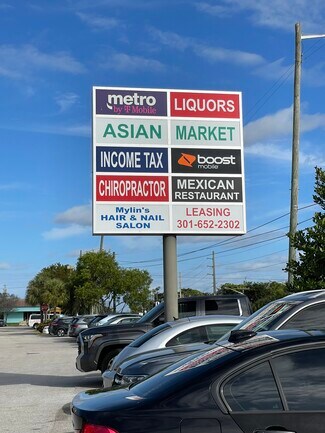 metro
by T Mobile
LIQUORS
ASIAN MARKET
INCOME TAX
boost
mobile
CHIROPRACTOR
MEXICAN
RESTAURANT
Mylin's
HAIR & NAIL
SALON
LEASING
301-652-2302